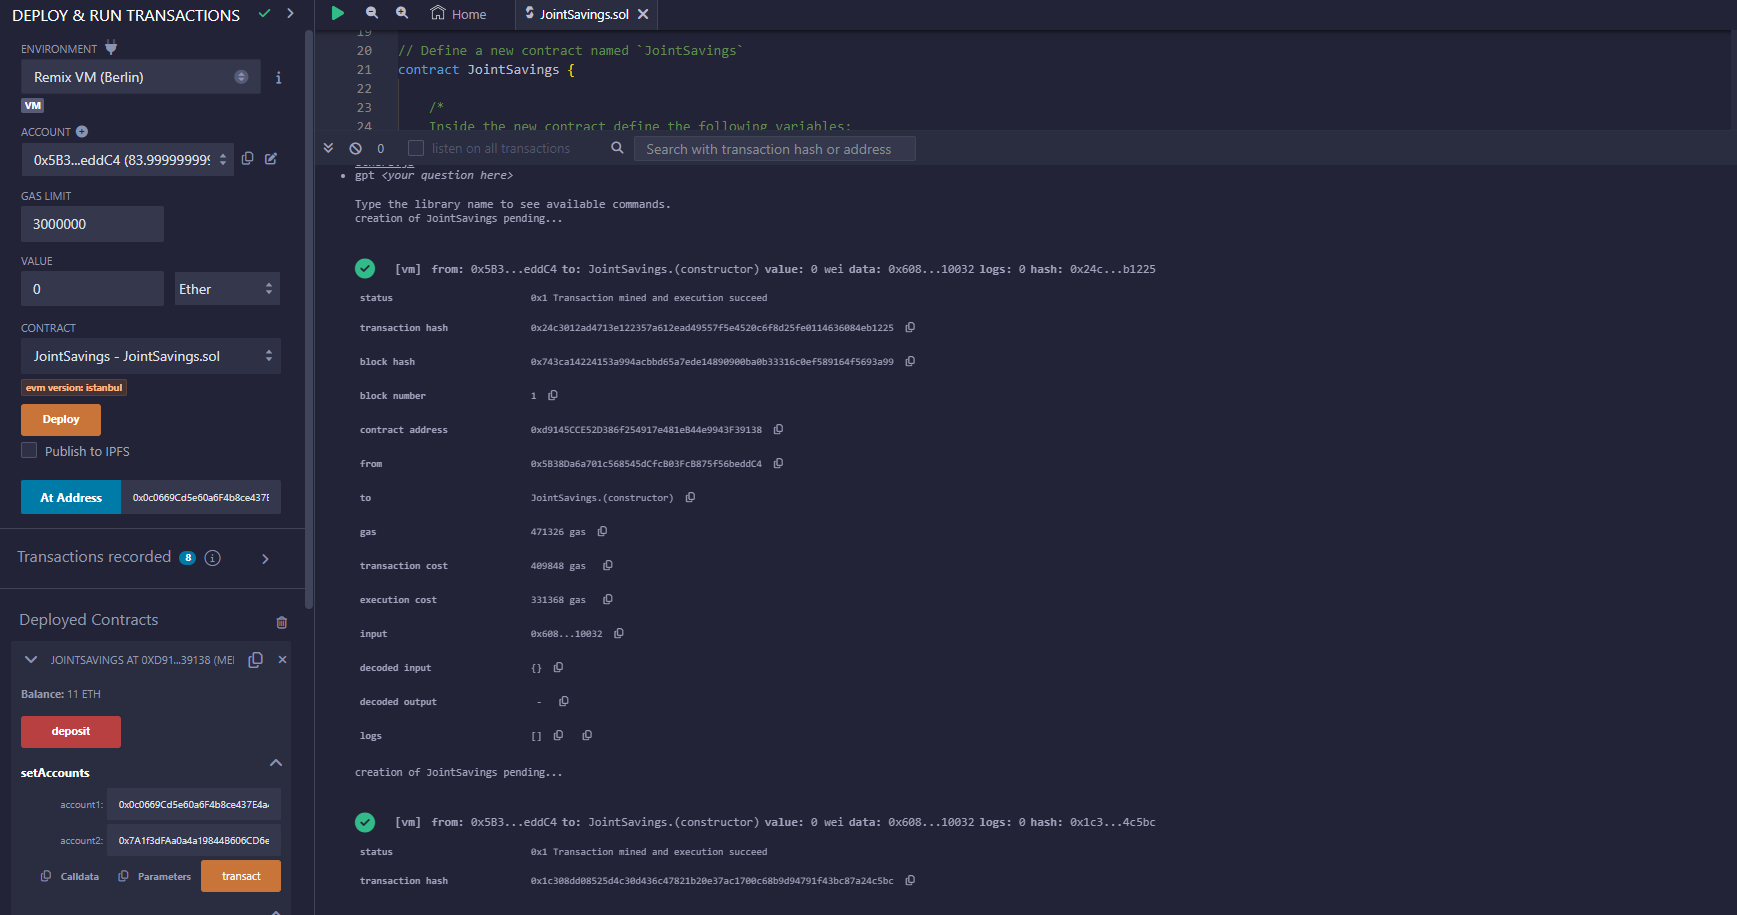 DEPLOY & RUN TRANSACTIONS
ENVIRONMENT
Remix VM (Berlin)
VM
ACCOUNT
0x5B3...eddC4 (83.9999999999
GAS LIMIT
3000000
VALUE
0
Ether
CONTRACT
JointSavings - JointSavings.sol
evm version: istanbul
Deploy
Publish to IPFS
At Address
0x0c0669Cd5e60a6F4b8ce437E
Transactions recorded 8
Deployed Contracts
JOINTSAVINGS AT 0XD91...39138 (MEI
Balance: 11 ETH
deposit
setAccounts
account1: 0x0c0669Cd5e60a6F4b8ce437E4a
account2: 0x7A1f3dFAa0a4a198448606CD6e
Calldata
Parameters
transact
Home
JointSavings.sol
19
20 // Define a new contract named `JointSavings`
21 contract JointSavings {
22
23 /*
24 Inside the new contract define the following variables:
0
listen on all transactions
Search with transaction hash or address
gpt <your question here>
Type the library name to see available commands.
creation of JointSavings pending...
[vm] from: 0x5B3...eddC4 to: JointSavings.(constructor) value: 0 wei data: 0x608...10032 logs: 0 hash: 0x24c...b1225
status 0x1 Transaction mined and execution succeed
transaction hash 0x24c3012ad4713e122357a612ead49557f5e4520c6f8d25fe0114636084eb1225
block hash 0x743ca14224153a994acbbd65a7ede14890900ba0b33316c0ef589164f5693a99
block number 1
contract address 0xd9145CCE52D386f254917e481eB44e9943F39138
from 0x5B38Da6a701c568545dCfcB03FcB875f56beddC4
to JointSavings.(constructor)
gas 471326 gas
transaction cost 409848 gas
execution cost 331368 gas
input 0x608...10032
decoded input {}
decoded output -
logs []
creation of JointSavings pending...
[vm] from: 0x5B3...eddC4 to: JointSavings.(constructor) value: 0 wei data: 0x608...10032 logs: 0 hash: 0x1c3...4c5bc
status 0x1 Transaction mined and execution succeed
transaction hash 0x1c308dd08525d4c30d436c47821b20e37ac1700c68b9d94791f43bc87a24c5bc